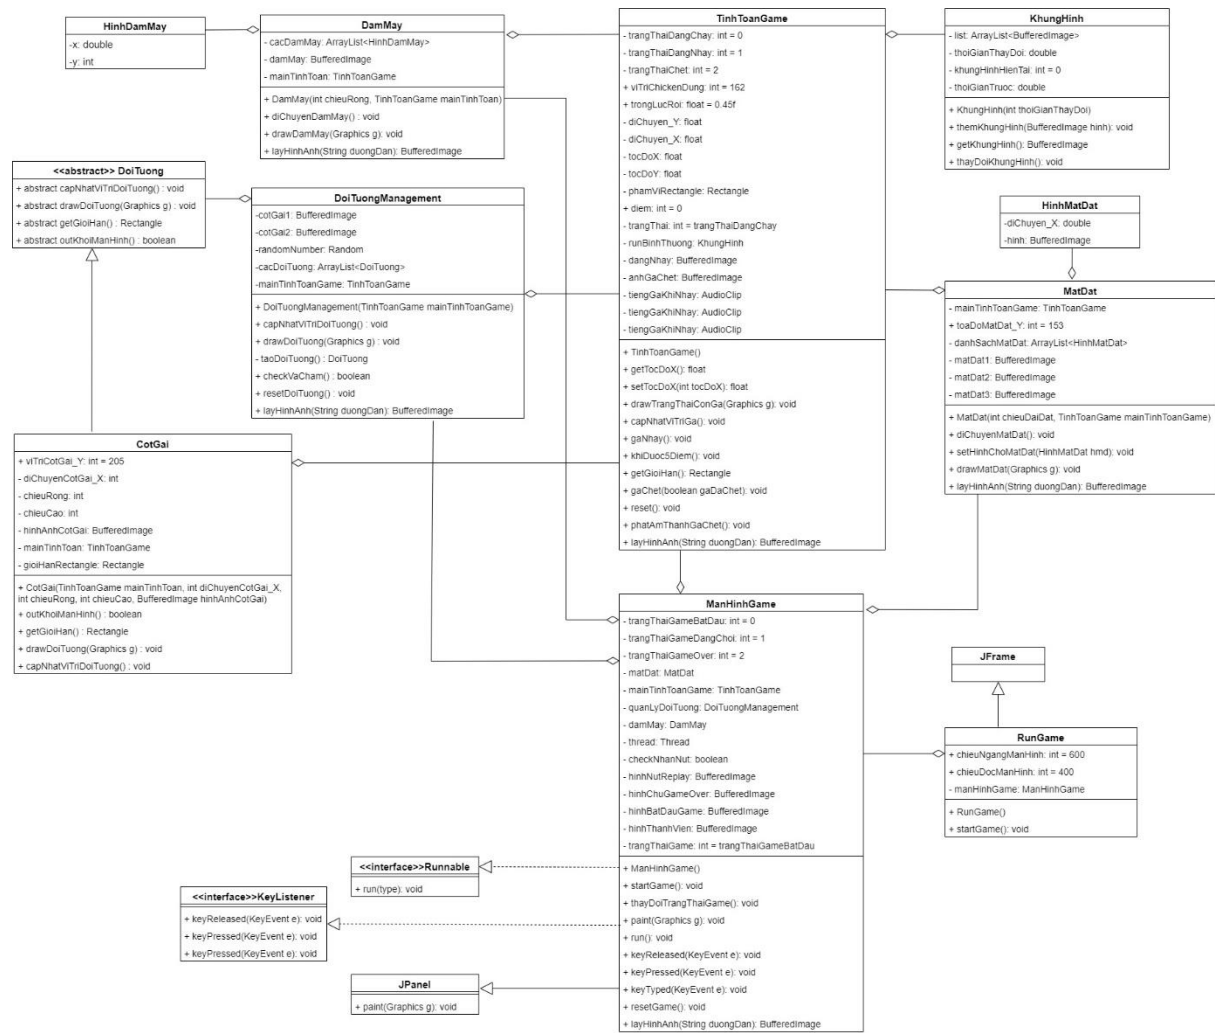 HinhDamMay
-x: double
-y: int
DamMay
- cacDamMay: ArrayList<HinhDamMay>
- damMay: BufferedImage
- mainTinhToan: TinhToanGame
+ DamMay(int chieuRong, TinhToanGame mainTinhToan)
+ diChuyenDamMay() : void
+ drawDamMay(Graphics g): void
+ layHinhAnh(String duongDan): BufferedImage
TinhToanGame
- trangThaiDangChay: int = 0
- trangThaiDangNhay: int = 1
- trangThaiChet: int = 2
+ viTriChickenDung: int = 162
+ trongLucRoi: float = 0.45f
- diChuyen_Y: float
- diChuyen_X: float
- tocDoX: float
- tocDoY: float
- phamViRectangle: Rectangle
+ diem: int = 0
- trangThai: int = trangThaiDangChay
- runBinhThuong: KhungHinh
- dangNhay: BufferedImage
- anhGaChet: BufferedImage
- tiengGaKhiNhay: AudioClip
- tiengGaKhiNhay: AudioClip
- tiengGaKhiNhay: AudioClip
+ TinhToanGame()
+ getTocDoX(): float
+ setTocDoX(int tocDoX): float
+ drawTrangThaiConGa(Graphics g): void
+ capNhatViTriGa(): void
+ gaNhay(): void
+ khiDuoc5Diem(): void
+ getGioiHan(): Rectangle
+ gaChet(boolean gaDaChet): void
+ reset(): void
+ phatAmThanhGaChet(): void
+ layHinhAnh(String duongDan): BufferedImage
KhungHinh
- list: ArrayList<BufferedImage>
- thoiGianThayDoi: double
- khungHinhHienTai: int = 0
- thoiGianTruoc: double
+ KhungHinh(int thoiGianThayDoi)
+ themKhungHinh(BufferedImage hinh): void
+ getKhungHinh(): BufferedImage
+ thayDoiKhungHinh(): void
<<abstract>> DoiTuong
+ abstract capNhatViTriDoiTuong() : void
+ abstract drawDoiTuong(Graphics g) : void
+ abstract getGioiHan() : Rectangle
+ abstract outKhoiManHinh() : boolean
DoiTuongManagement
-cotGai1: BufferedImage
-cotGai2: BufferedImage
-randomNumber: Random
-cacDoiTuong: ArrayList<DoiTuong>
-mainTinhToanGame: TinhToanGame
+ DoiTuongManagement(TinhToanGame mainTinhToanGame)
+ capNhatViTriDoiTuong() : void
+ drawDoiTuong(Graphics g) : void
- taoDoiTuong() : DoiTuong
+ checkVaCham() : boolean
+ resetDoiTuong() : void
+ layHinhAnh(String duongDan): BufferedImage
HinhMatDat
-diChuyen_X: double
-hinh: BufferedImage
MatDat
- mainTinhToanGame: TinhToanGame
+ toaDoMatDat_Y: int = 153
- danhSachMatDat: ArrayList<HinhMatDat>
- matDat1: BufferedImage
- matDat2: BufferedImage
- matDat3: BufferedImage
+ MatDat(int chieuDaiDat, TinhToanGame mainTinhToanGame)
+ diChuyenMatDat(): void
+ setHinhChoMatDat(HinhMatDat hmd): void
+ drawMatDat(Graphics g): void
+ layHinhAnh(String duongDan): BufferedImage
CotGai
+ viTriCotGai_Y: int = 205
- diChuyenCotGai_X: int
- chieuRong: int
- chieuCao: int
- hinhAnhCotGai: BufferedImage
- mainTinhToan: TinhToanGame
- gioiHanRectangle: Rectangle
+ CotGai(TinhToanGame mainTinhToan, int diChuyenCotGai_X,
int chieuRong, int chieuCao, BufferedImage hinhAnhCotGai)
+ outKhoiManHinh() : boolean
+ getGioiHan() : Rectangle
+ drawDoiTuong(Graphics g) : void
+ capNhatViTriDoiTuong() : void
ManHinhGame
- trangThaiGameBatDau: int = 0
- trangThaiGameDangChoi: int = 1
- trangThaiGameOver: int = 2
- matDat: MatDat
- mainTinhToanGame: TinhToanGame
- quanLyDoiTuong: DoiTuongManagement
- damMay: DamMay
- thread: Thread
- checkNhanNut: boolean
- hinhNutReplay: BufferedImage
- hinhChuGameOver: BufferedImage
- hinhBatDauGame: BufferedImage
- hinhThanhVien: BufferedImage
- trangThaiGame: int = trangThaiGameBatDau
+ ManHinhGame()
+ startGame(): void
+ thayDoiTrangThaiGame(): void
+ paint(Graphics g): void
+ run(): void
+ keyReleased(KeyEvent e): void
+ keyPressed(KeyEvent e): void
+ keyTyped(KeyEvent e): void
+ resetGame(): void
+ layHinhAnh(String duongDan): BufferedImage
JFrame
RunGame
+ chieuNgangManHinh: int = 600
+ chieuDocManHinh: int = 400
- manHinhGame: ManHinhGame
+ RunGame()
+ startGame(): void
<<interface>>Runnable
+ run(type): void
<<interface>>KeyListener
+ keyReleased(KeyEvent e): void
+ keyPressed(KeyEvent e): void
+ keyPressed(KeyEvent e): void
JPanel
+ paint(Graphics g): void